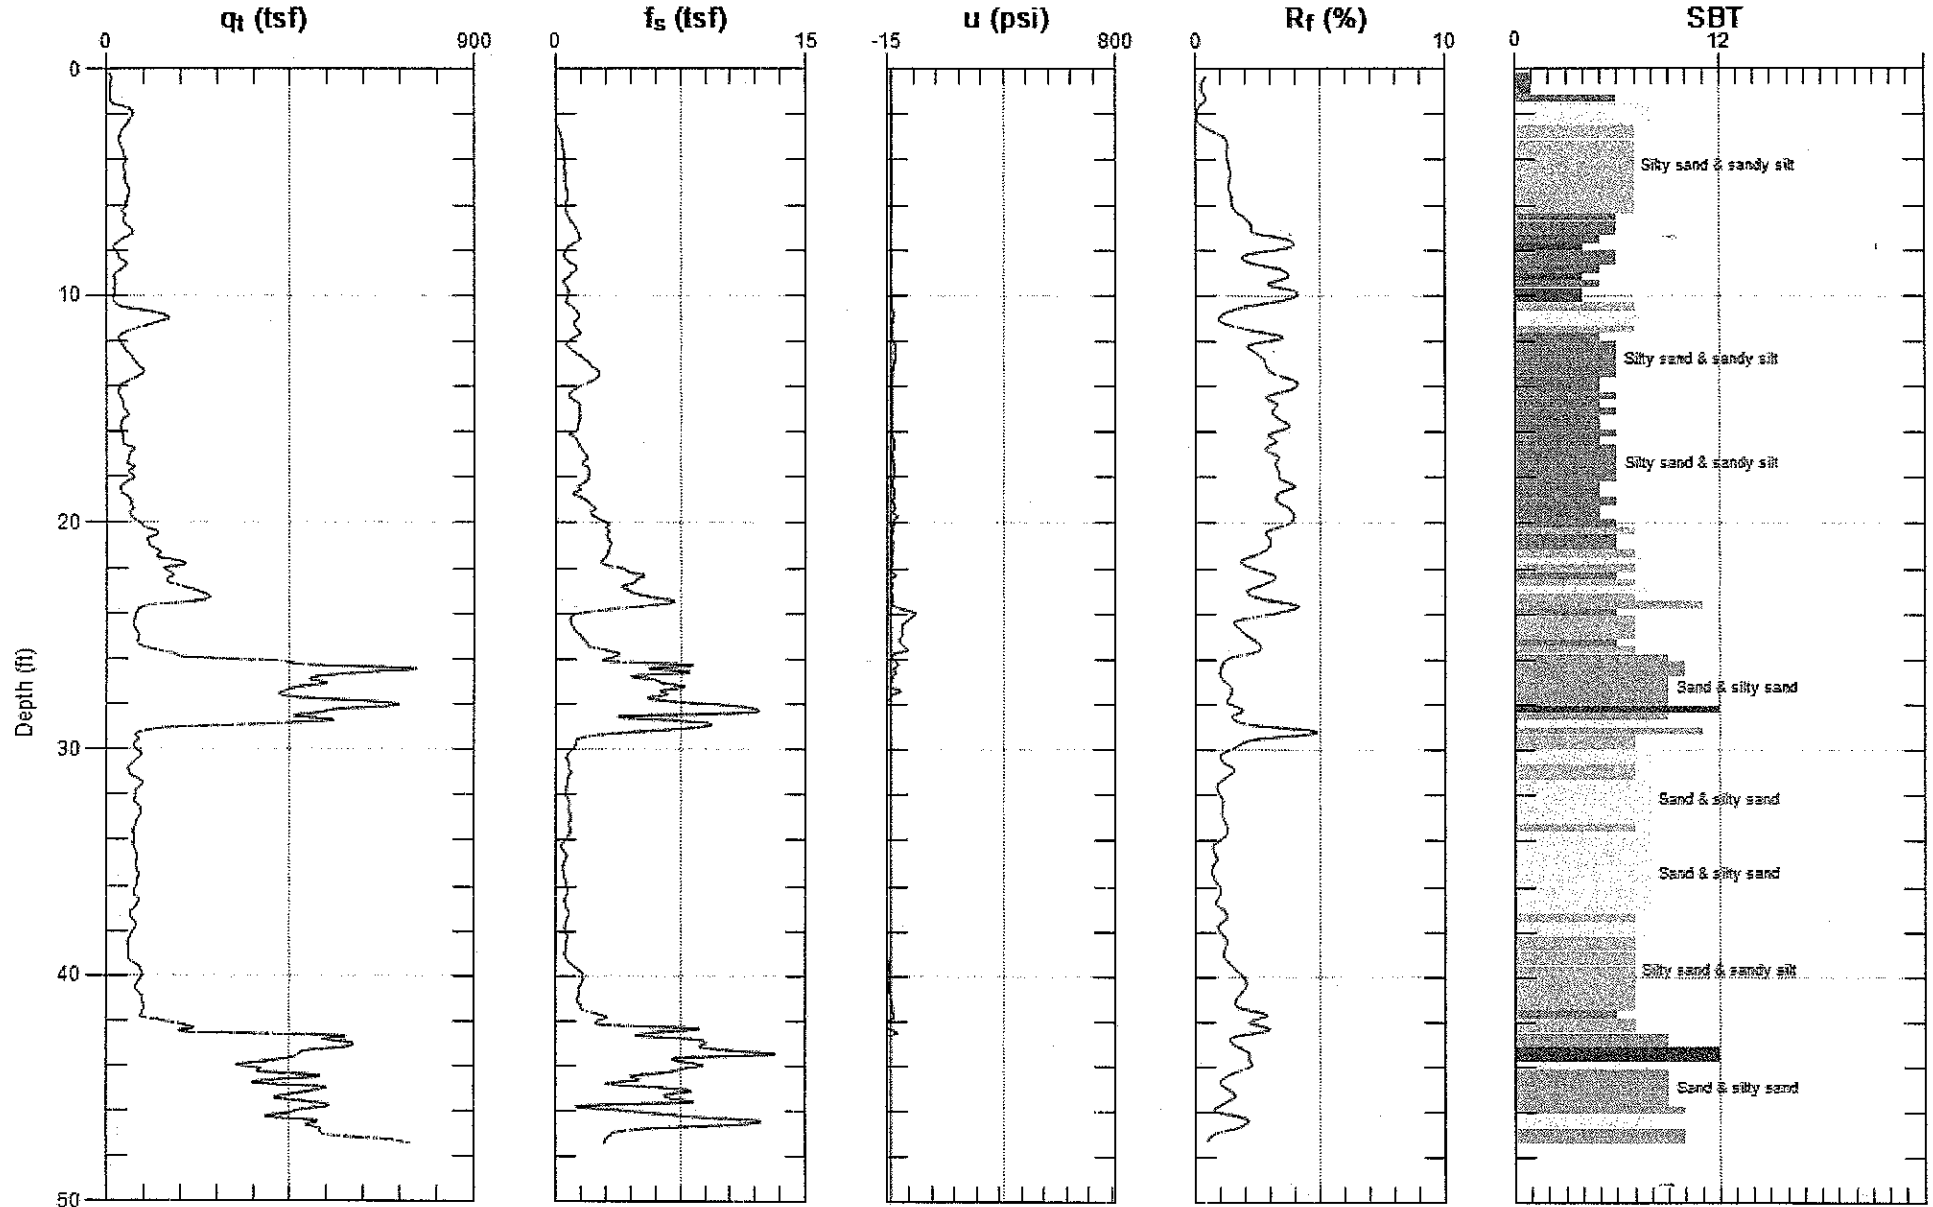 qt (tsf) fs (tsf) u (psi) Rf (%) SBT
0 900 0 15 -15 800 0 10 0 12
0
Silty sand & sandy silt
10
Silty sand & sandy silt
Silty sand & sandy silt
20
Depth (ft)
Sand & silty sand
30
Sand & silty sand
Sand & silty sand
40
Silty sand & sandy silt
Sand & silty sand
50